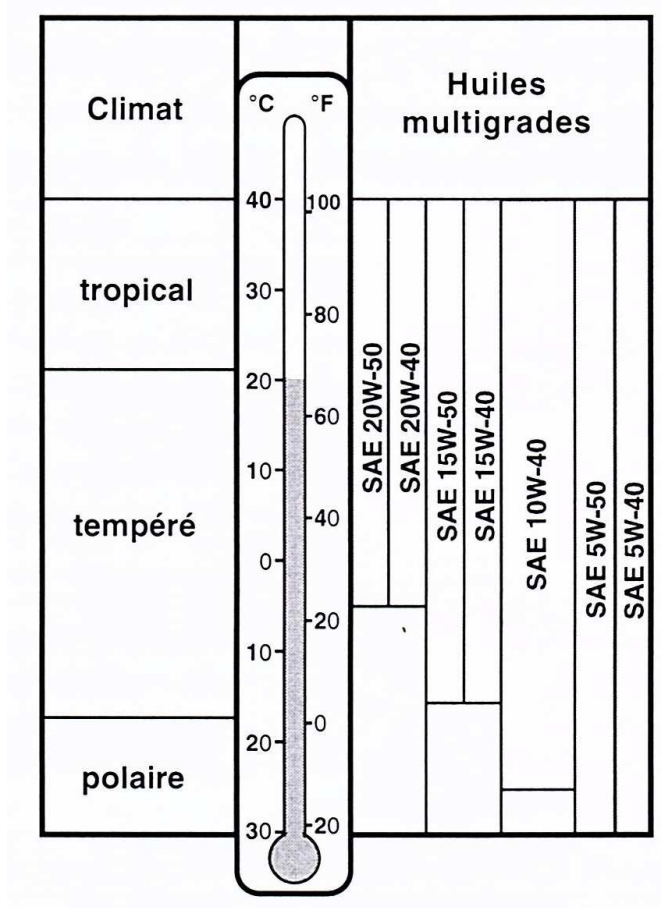 Climat
°C °F
Huiles
multigrades
40
30
20
10
0
10
20
30
100
80
60
40
20
0
20
tropical
tempéré
polaire
SAE 20W-50
SAE 20W-40
SAE 15W-50
SAE 15W-40
SAE 10W-40
SAE 5W-50
SAE 5W-40